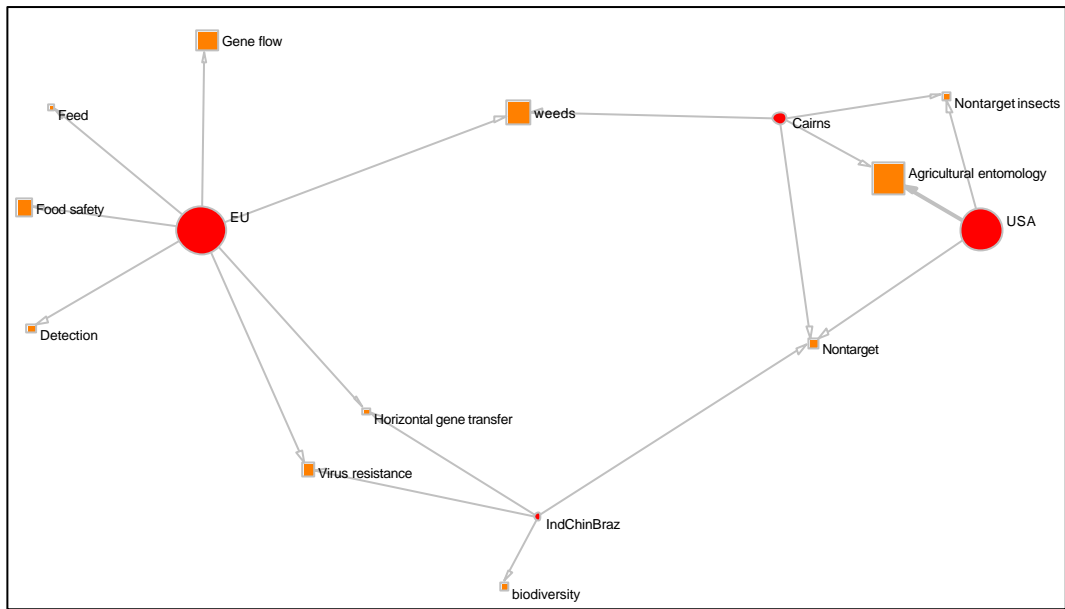 Gene flow
Feed
weeds
Nontarget insects
Cairns
Agricultural entomology
Food safety
EU
USA
Detection
Nontarget
Horizontal gene transfer
Virus resistance
IndChinBraz
biodiversity